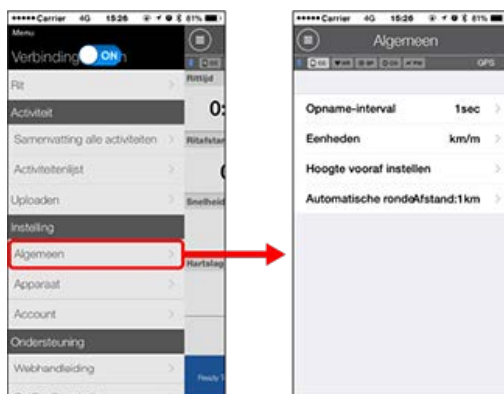 •••••Carrier 4G 15:26 81%
Menu
Verbinding ON
Rit
Activiteit
Samenvatting alle activiteiten
Activiteitenlijst
Uploaden
Instelling
Algemeen
Apparaat
Account
Ondersteuning
Webhandleiding
Rittijd
0:
Ritafstan
0
Snelheid
Hartslag
Ready T
•••••Carrier 4G 15:26 81%
Algemeen
GPS
Opname-interval 1sec
Eenheden km/m
Hoogte vooraf instellen
Automatische rondeAfstand:1km